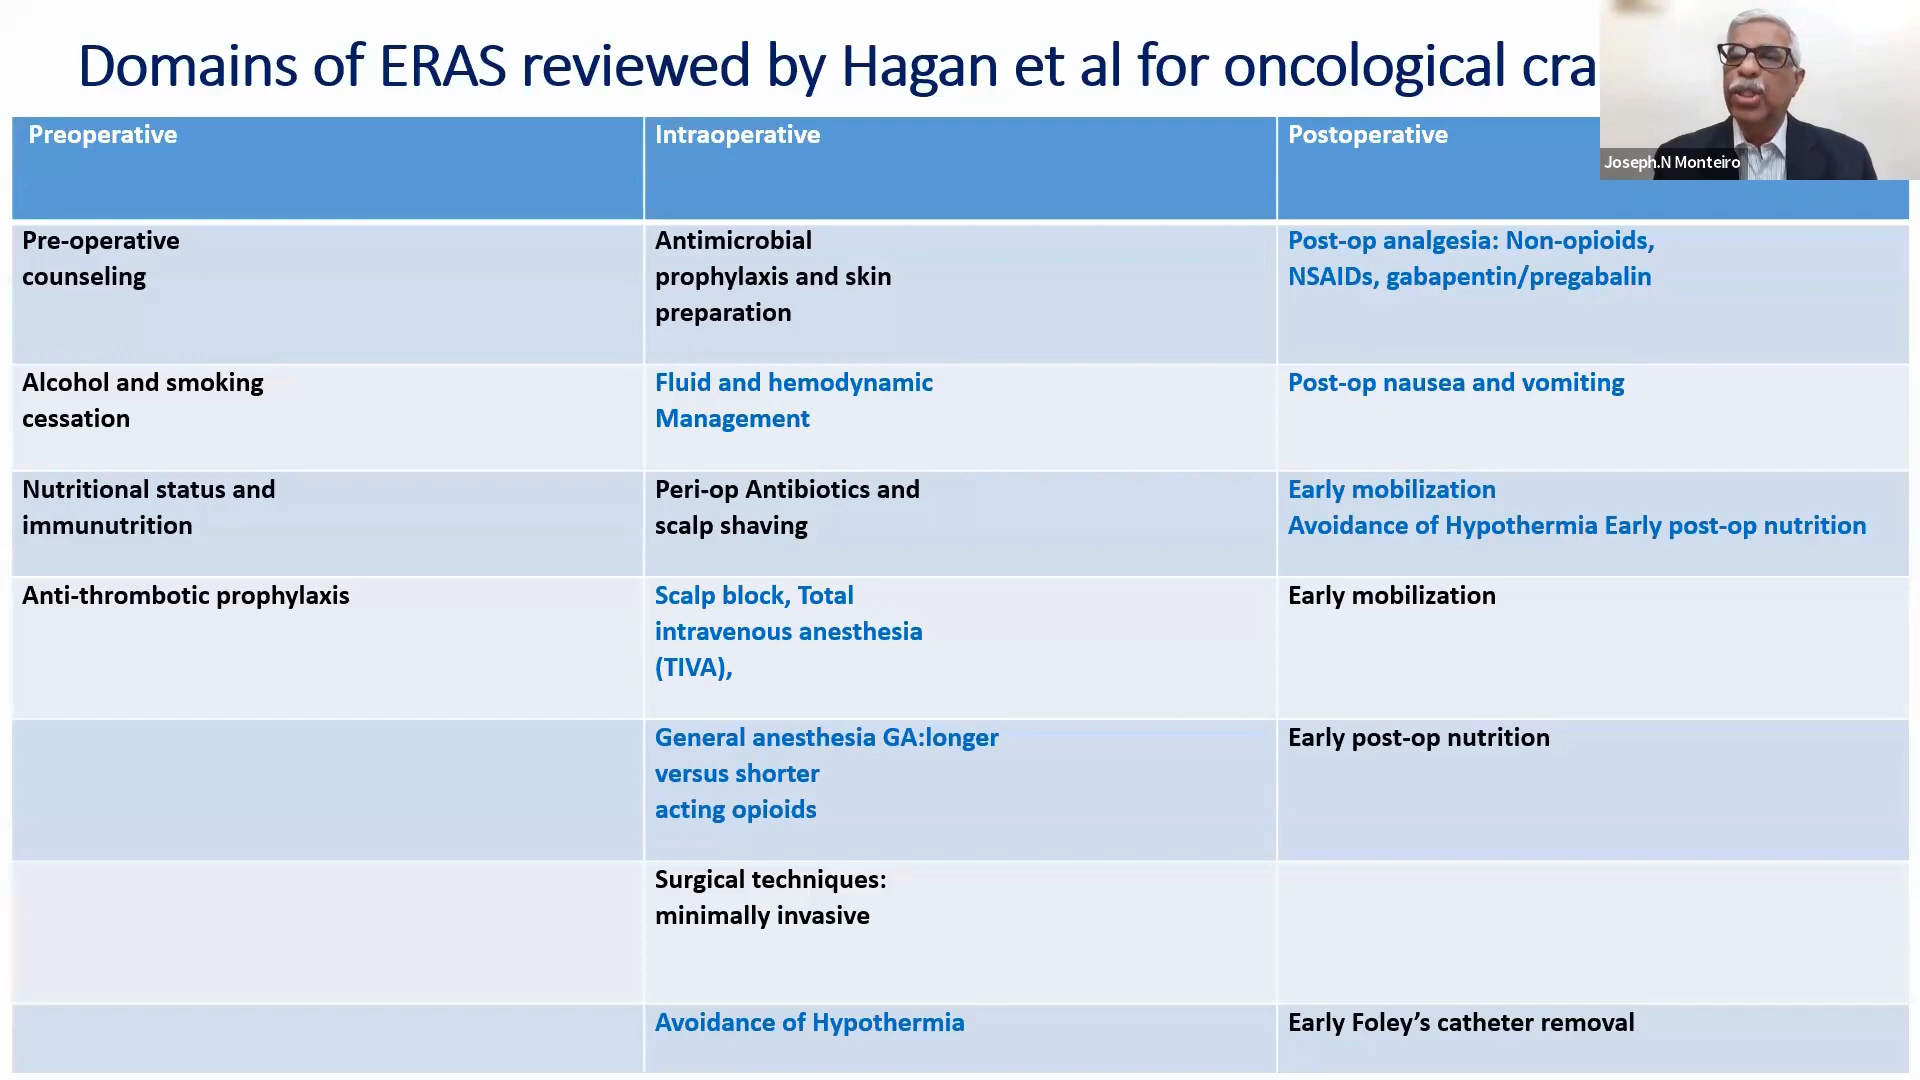 Domains of ERAS reviewed by Hagan et al for oncological cra
Joseph.N Monteiro
Preoperative
Intraoperative
Postoperative
Pre-operative
counseling
Antimicrobial
prophylaxis and skin
preparation
Post-op analgesia: Non-opioids,
NSAIDs, gabapentin/pregabalin
Alcohol and smoking
cessation
Fluid and hemodynamic
Management
Post-op nausea and vomiting
Nutritional status and
immunutrition
Peri-op Antibiotics and
scalp shaving
Early mobilization
Avoidance of Hypothermia Early post-op nutrition
Anti-thrombotic prophylaxis
Scalp block, Total
intravenous anesthesia
(TIVA),
Early mobilization
General anesthesia GA:longer
versus shorter
acting opioids
Early post-op nutrition
Surgical techniques:
minimally invasive
Avoidance of Hypothermia
Early Foley’s catheter removal